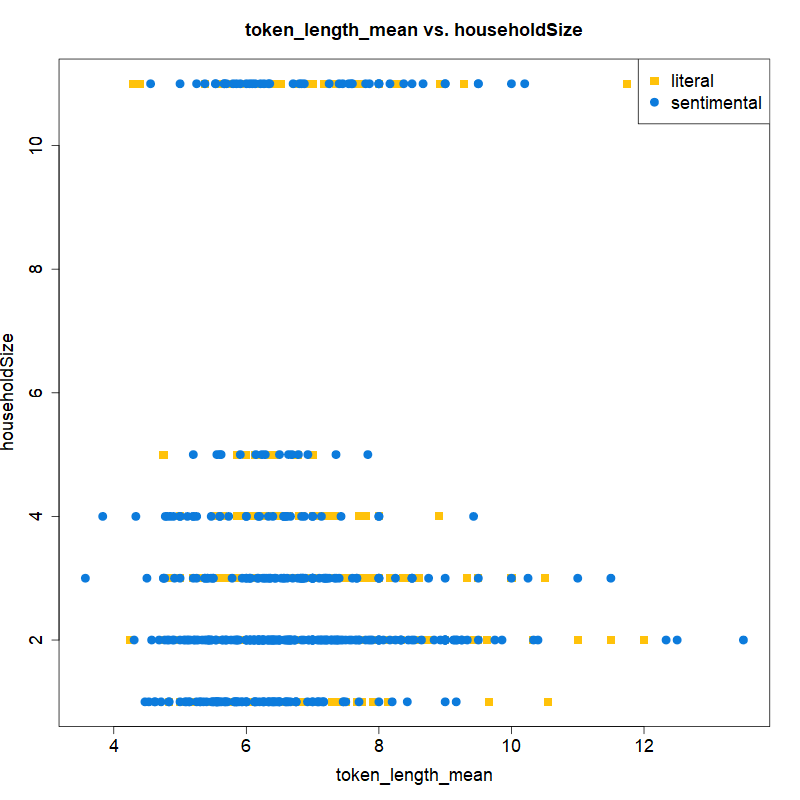 token_length_mean vs. householdSize
literal
sentimental
householdSize
10
8
6
4
2
4 6 8 10 12
token_length_mean